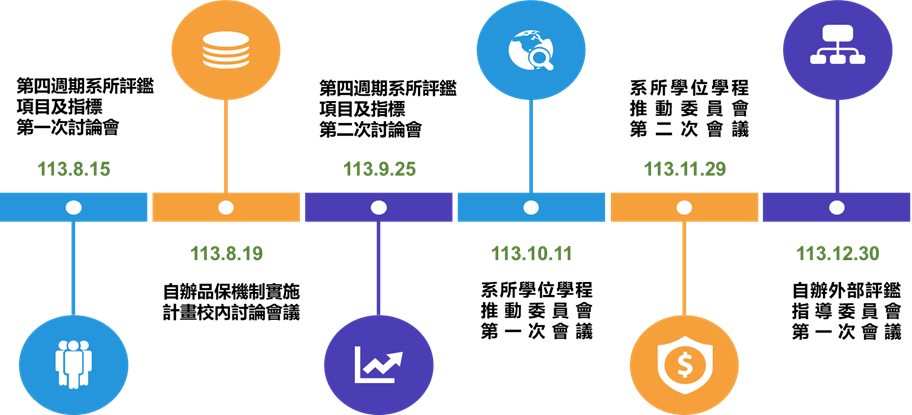 第四週期系所評鑑
項目及指標
第一次討論會
113.8.15
113.8.19
自辦品保機制實施
計畫校內討論會議
第四週期系所評鑑
項目及指標
第二次討論會
113.9.25
113.10.11
系所學位學程
推動委員會
第一次會議
系所學位學程
推動委員會
第二次會議
113.11.29
113.12.30
自辦外部評鑑
指導委員會
第一次會議
$